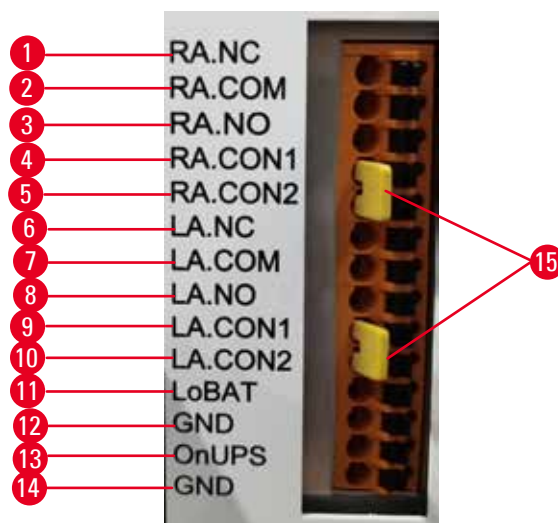 1 RA.NC
2 RA.COM
3 RA.NO
4 RA.CON1
5 RA.CON2
6 LA.NC
7 LA.COM
8 LA.NO
9 LA.CON1
10 LA.CON2
11 LoBAT
12 GND
13 OnUPS
14 GND
15